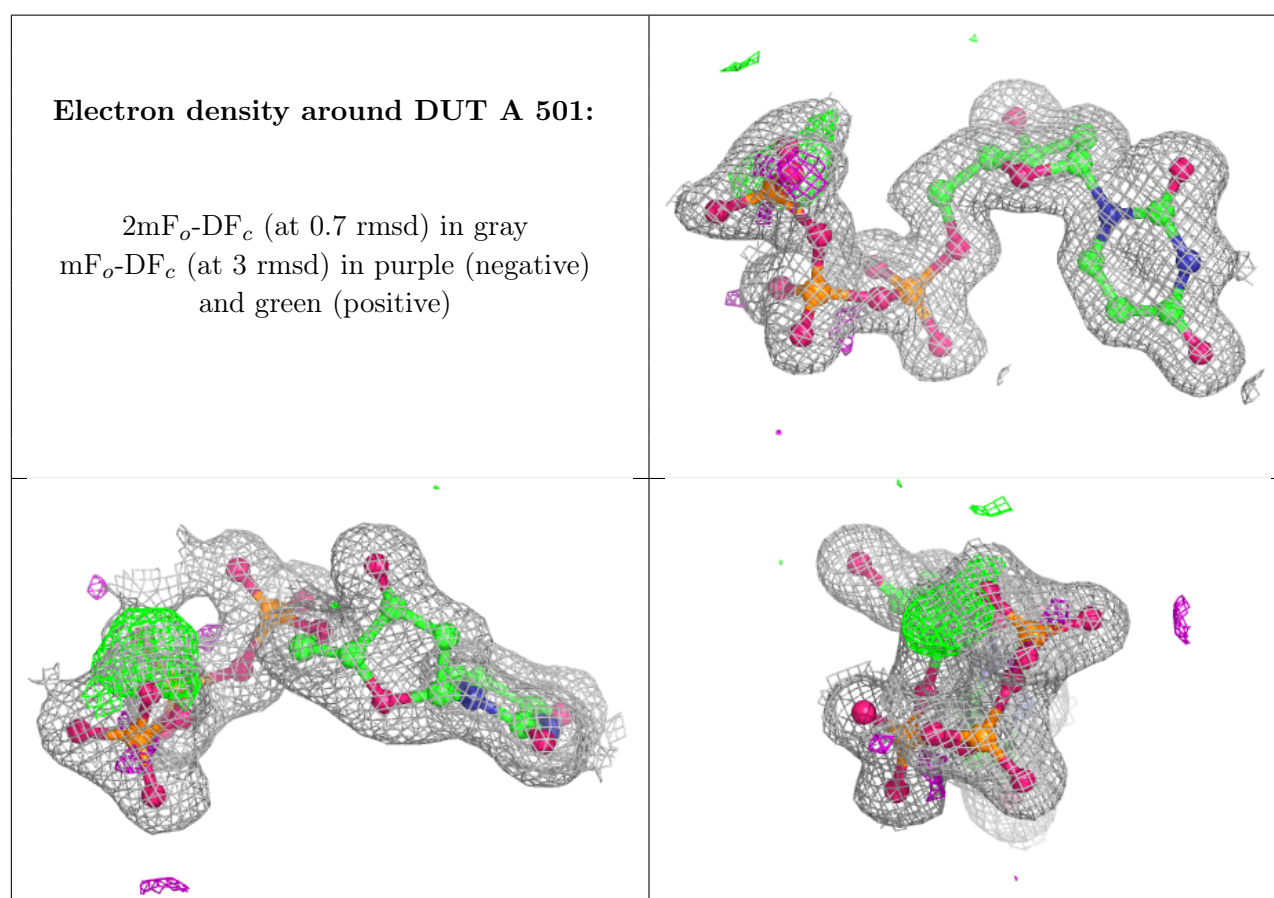 Electron density around DUT A 501:
2mFo-DFc (at 0.7 rmsd) in gray
mFo-DFc (at 3 rmsd) in purple (negative)
and green (positive)